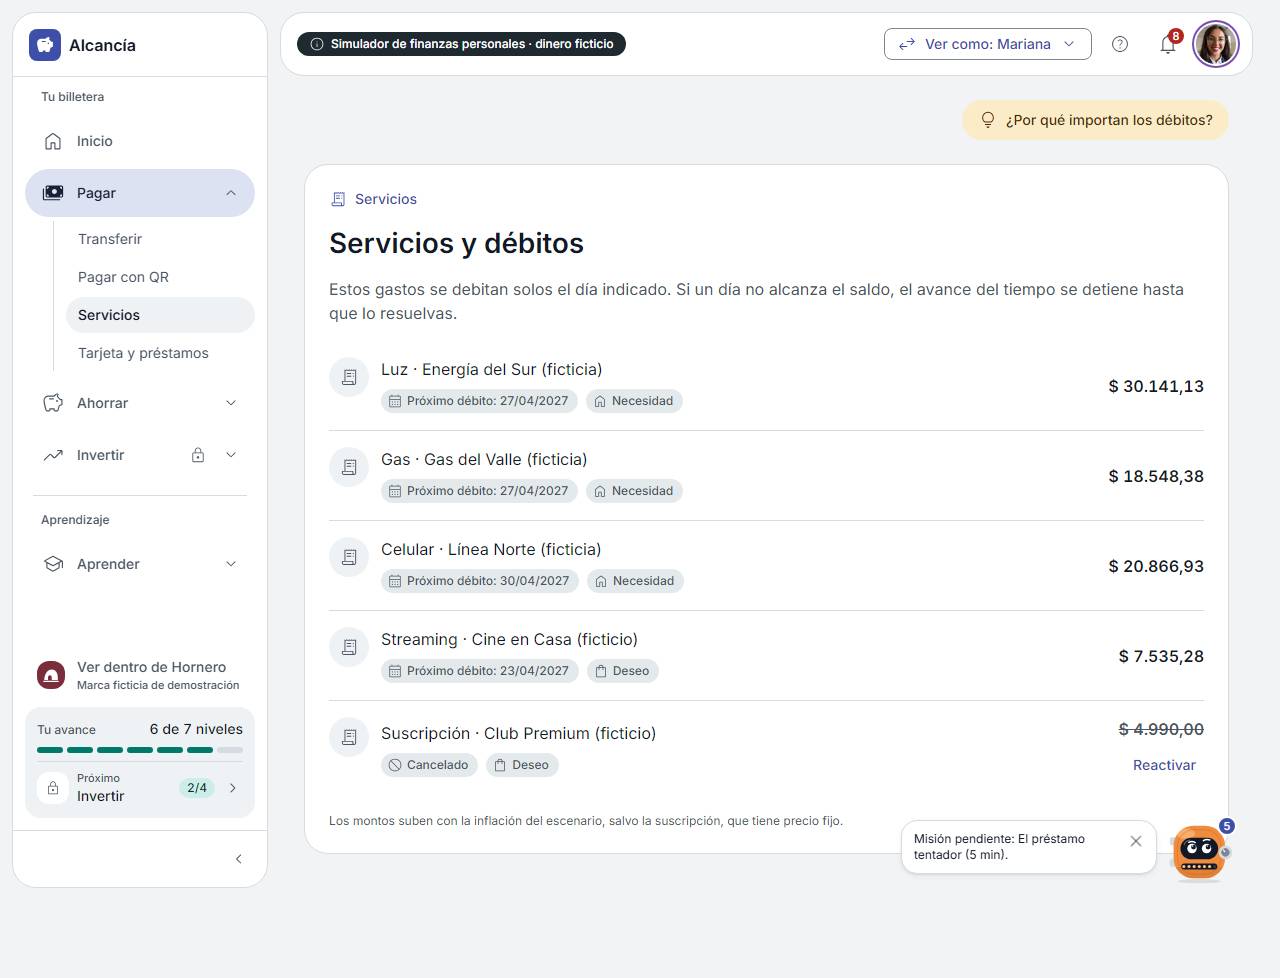 Alcancía
Simulador de finanzas personales · dinero ficticio
Ver como: Mariana
8
Tu billetera
Inicio
Pagar
Transferir
Pagar con QR
Servicios
Tarjeta y préstamos
Ahorrar
Invertir
Aprendizaje
Aprender
Ver dentro de Hornero
Marca ficticia de demostración
Tu avance
6 de 7 niveles
Próximo
Invertir
2/4
¿Por qué importan los débitos?
Servicios
Servicios y débitos
Estos gastos se debitan solos el día indicado. Si un día no alcanza el saldo, el avance del tiempo se detiene hasta
que lo resuelvas.
Luz · Energía del Sur (ficticia)
Próximo débito: 27/04/2027
Necesidad
$ 30.141,13
Gas · Gas del Valle (ficticia)
Próximo débito: 27/04/2027
Necesidad
$ 18.548,38
Celular · Línea Norte (ficticia)
Próximo débito: 30/04/2027
Necesidad
$ 20.866,93
Streaming · Cine en Casa (ficticio)
Próximo débito: 23/04/2027
Deseo
$ 7.535,28
Suscripción · Club Premium (ficticio)
Cancelado
Deseo
$ 4.990,00
Reactivar
Los montos suben con la inflación del escenario, salvo la suscripción, que tiene precio fijo.
Misión pendiente: El préstamo
tentador (5 min).
5